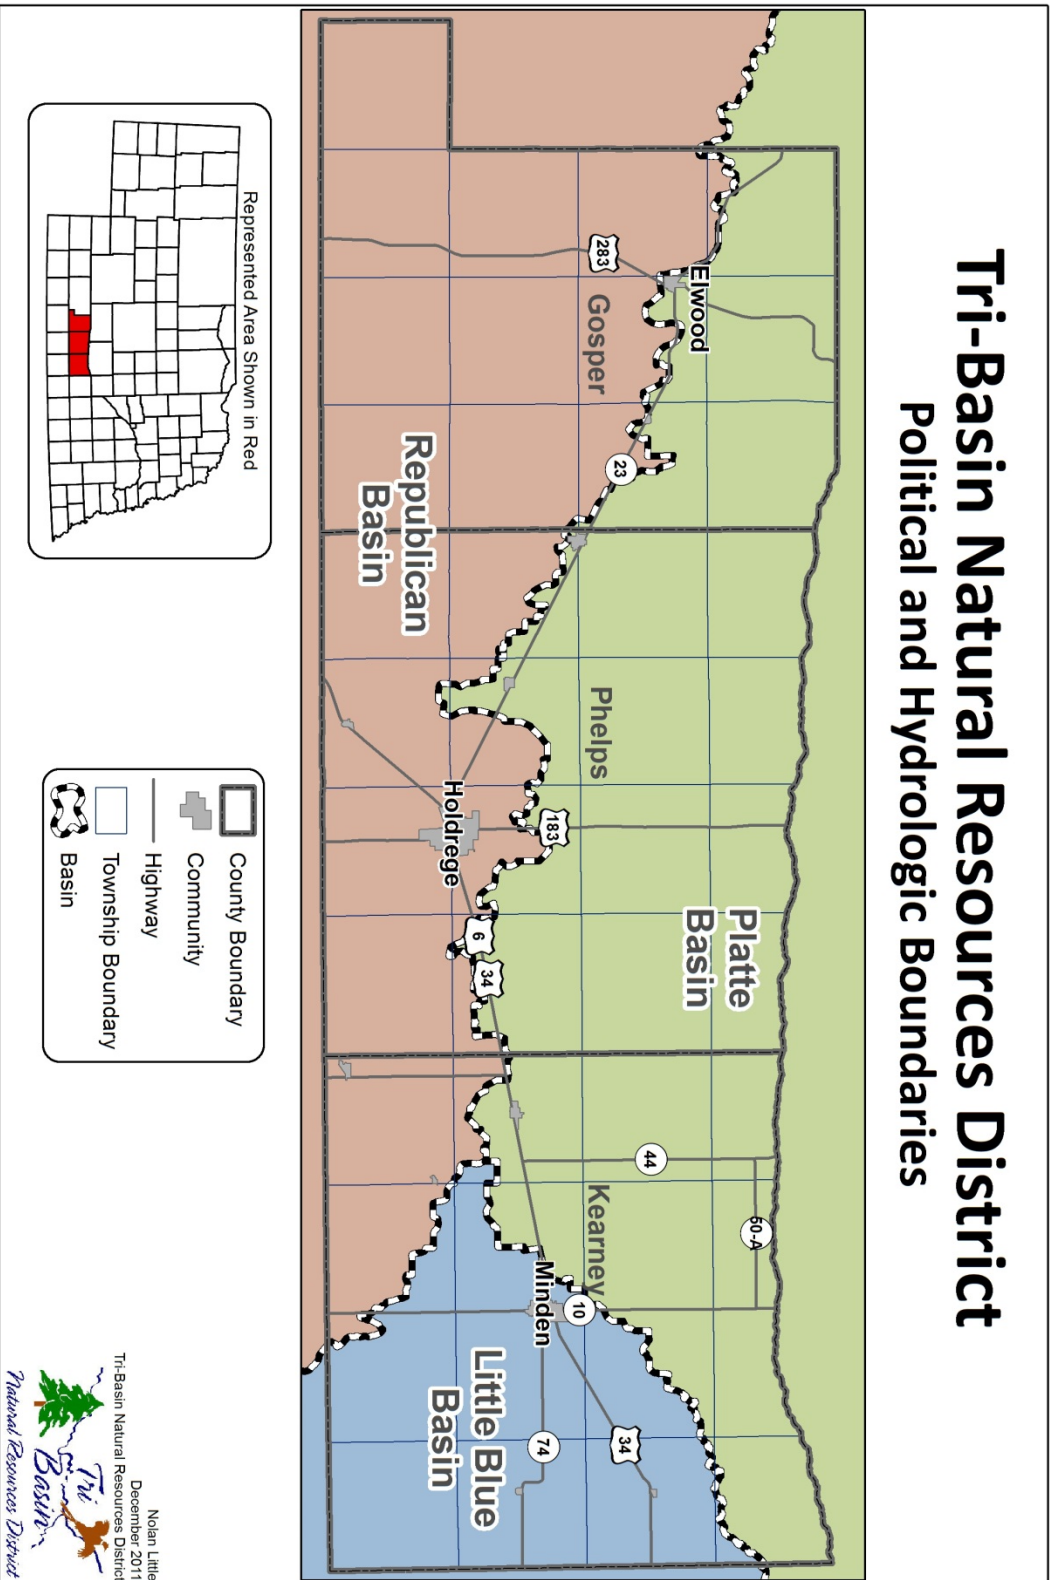 Tri-Basin Natural Resources District
Political and Hydrologic Boundaries
Elwood
283
Gosper
23
Republican
Basin
Phelps
183
Holdrege
6
34
Platte
Basin
44
50-A
Kearney
10
Minden
Little Blue
Basin
34
74
Represented Area Shown in Red
County Boundary
Community
Highway
Township Boundary
Basin
Nolan Little
December 2011
Tri-Basin Natural Resources District
Tri
Basin
Natural Resources District